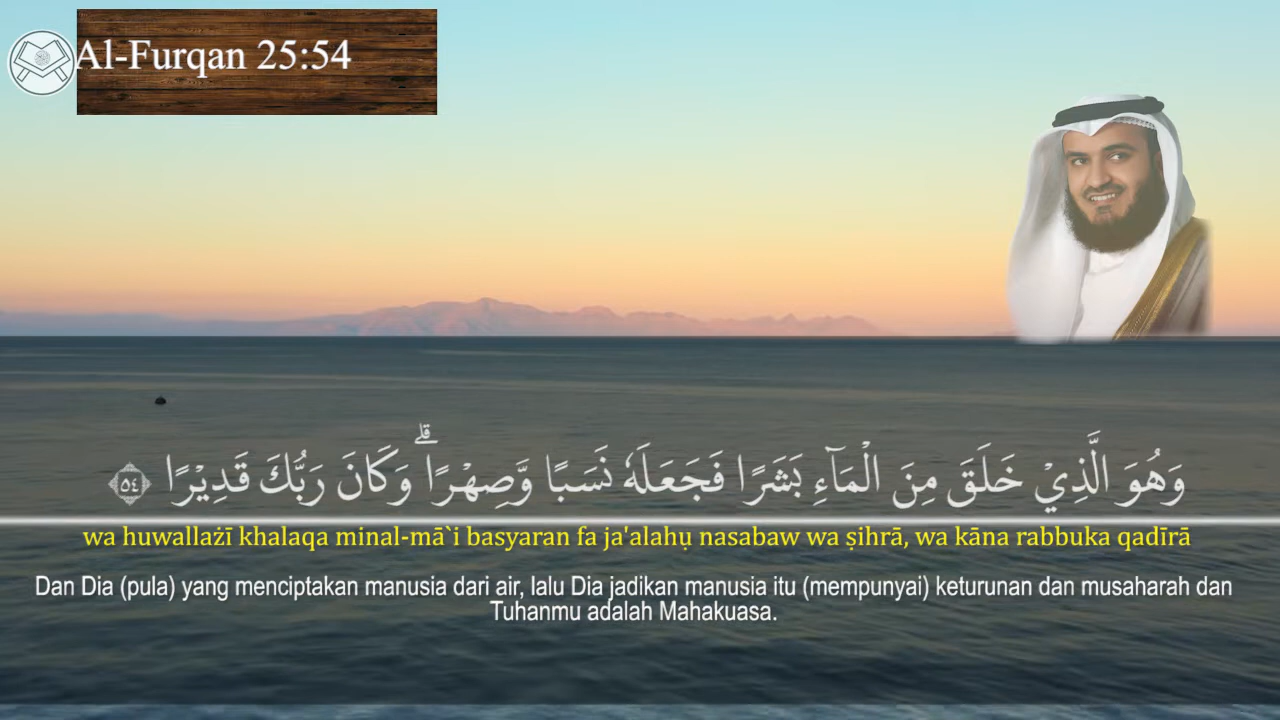 Al-Furqan 25:54
وَهُوَ الَّذِيْ خَلَقَ مِنَ الْمَاۤءِ بَشَرًا فَجَعَلَهٗ نَسَبًا وَّصِهْرًاۗ وَكَانَ رَبُّكَ قَدِيْرًا ٥٤
wa huwallażī khalaqa minal-mā`i basyaran fa ja'alahụ nasabaw wa ṣihrā, wa kāna rabbuka qadīrā
Dan Dia (pula) yang menciptakan manusia dari air, lalu Dia jadikan manusia itu (mempunyai) keturunan dan musaharah dan
Tuhanmu adalah Mahakuasa.